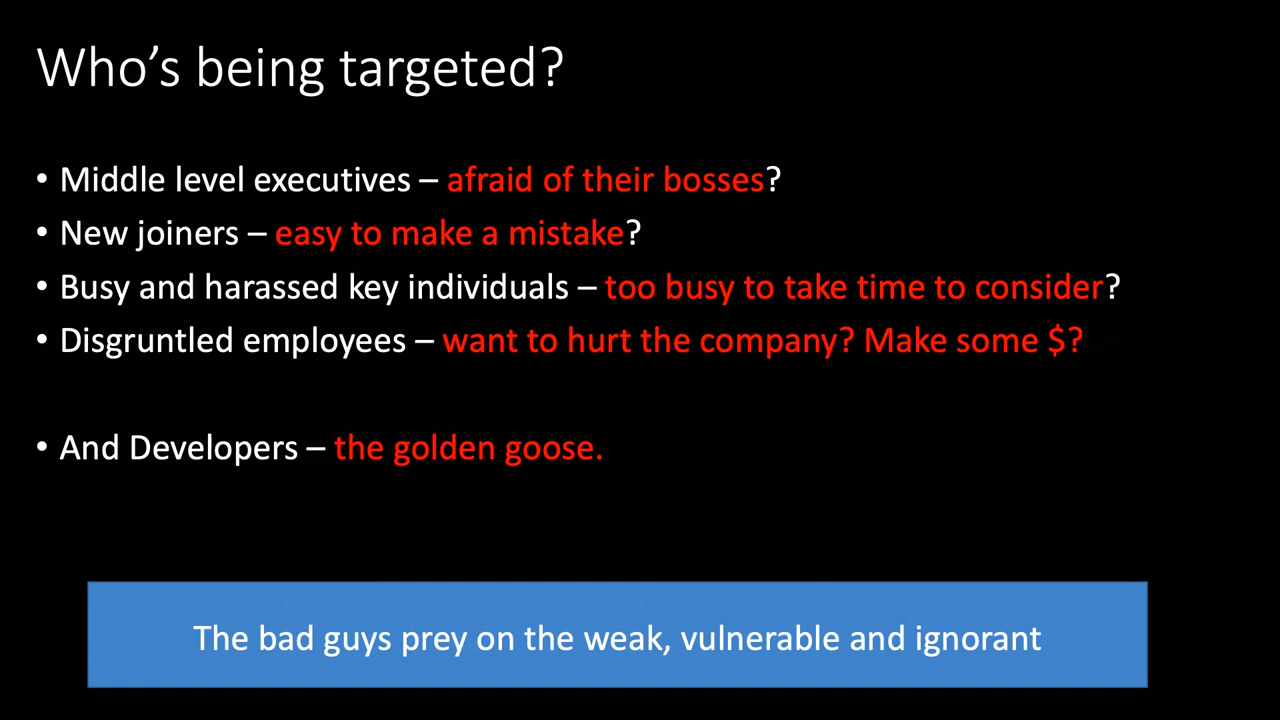 Who’s being targeted?
• Middle level executives – afraid of their bosses?
• New joiners – easy to make a mistake?
• Busy and harassed key individuals – too busy to take time to consider?
• Disgruntled employees – want to hurt the company? Make some $?
• And Developers – the golden goose.
The bad guys prey on the weak, vulnerable and ignorant